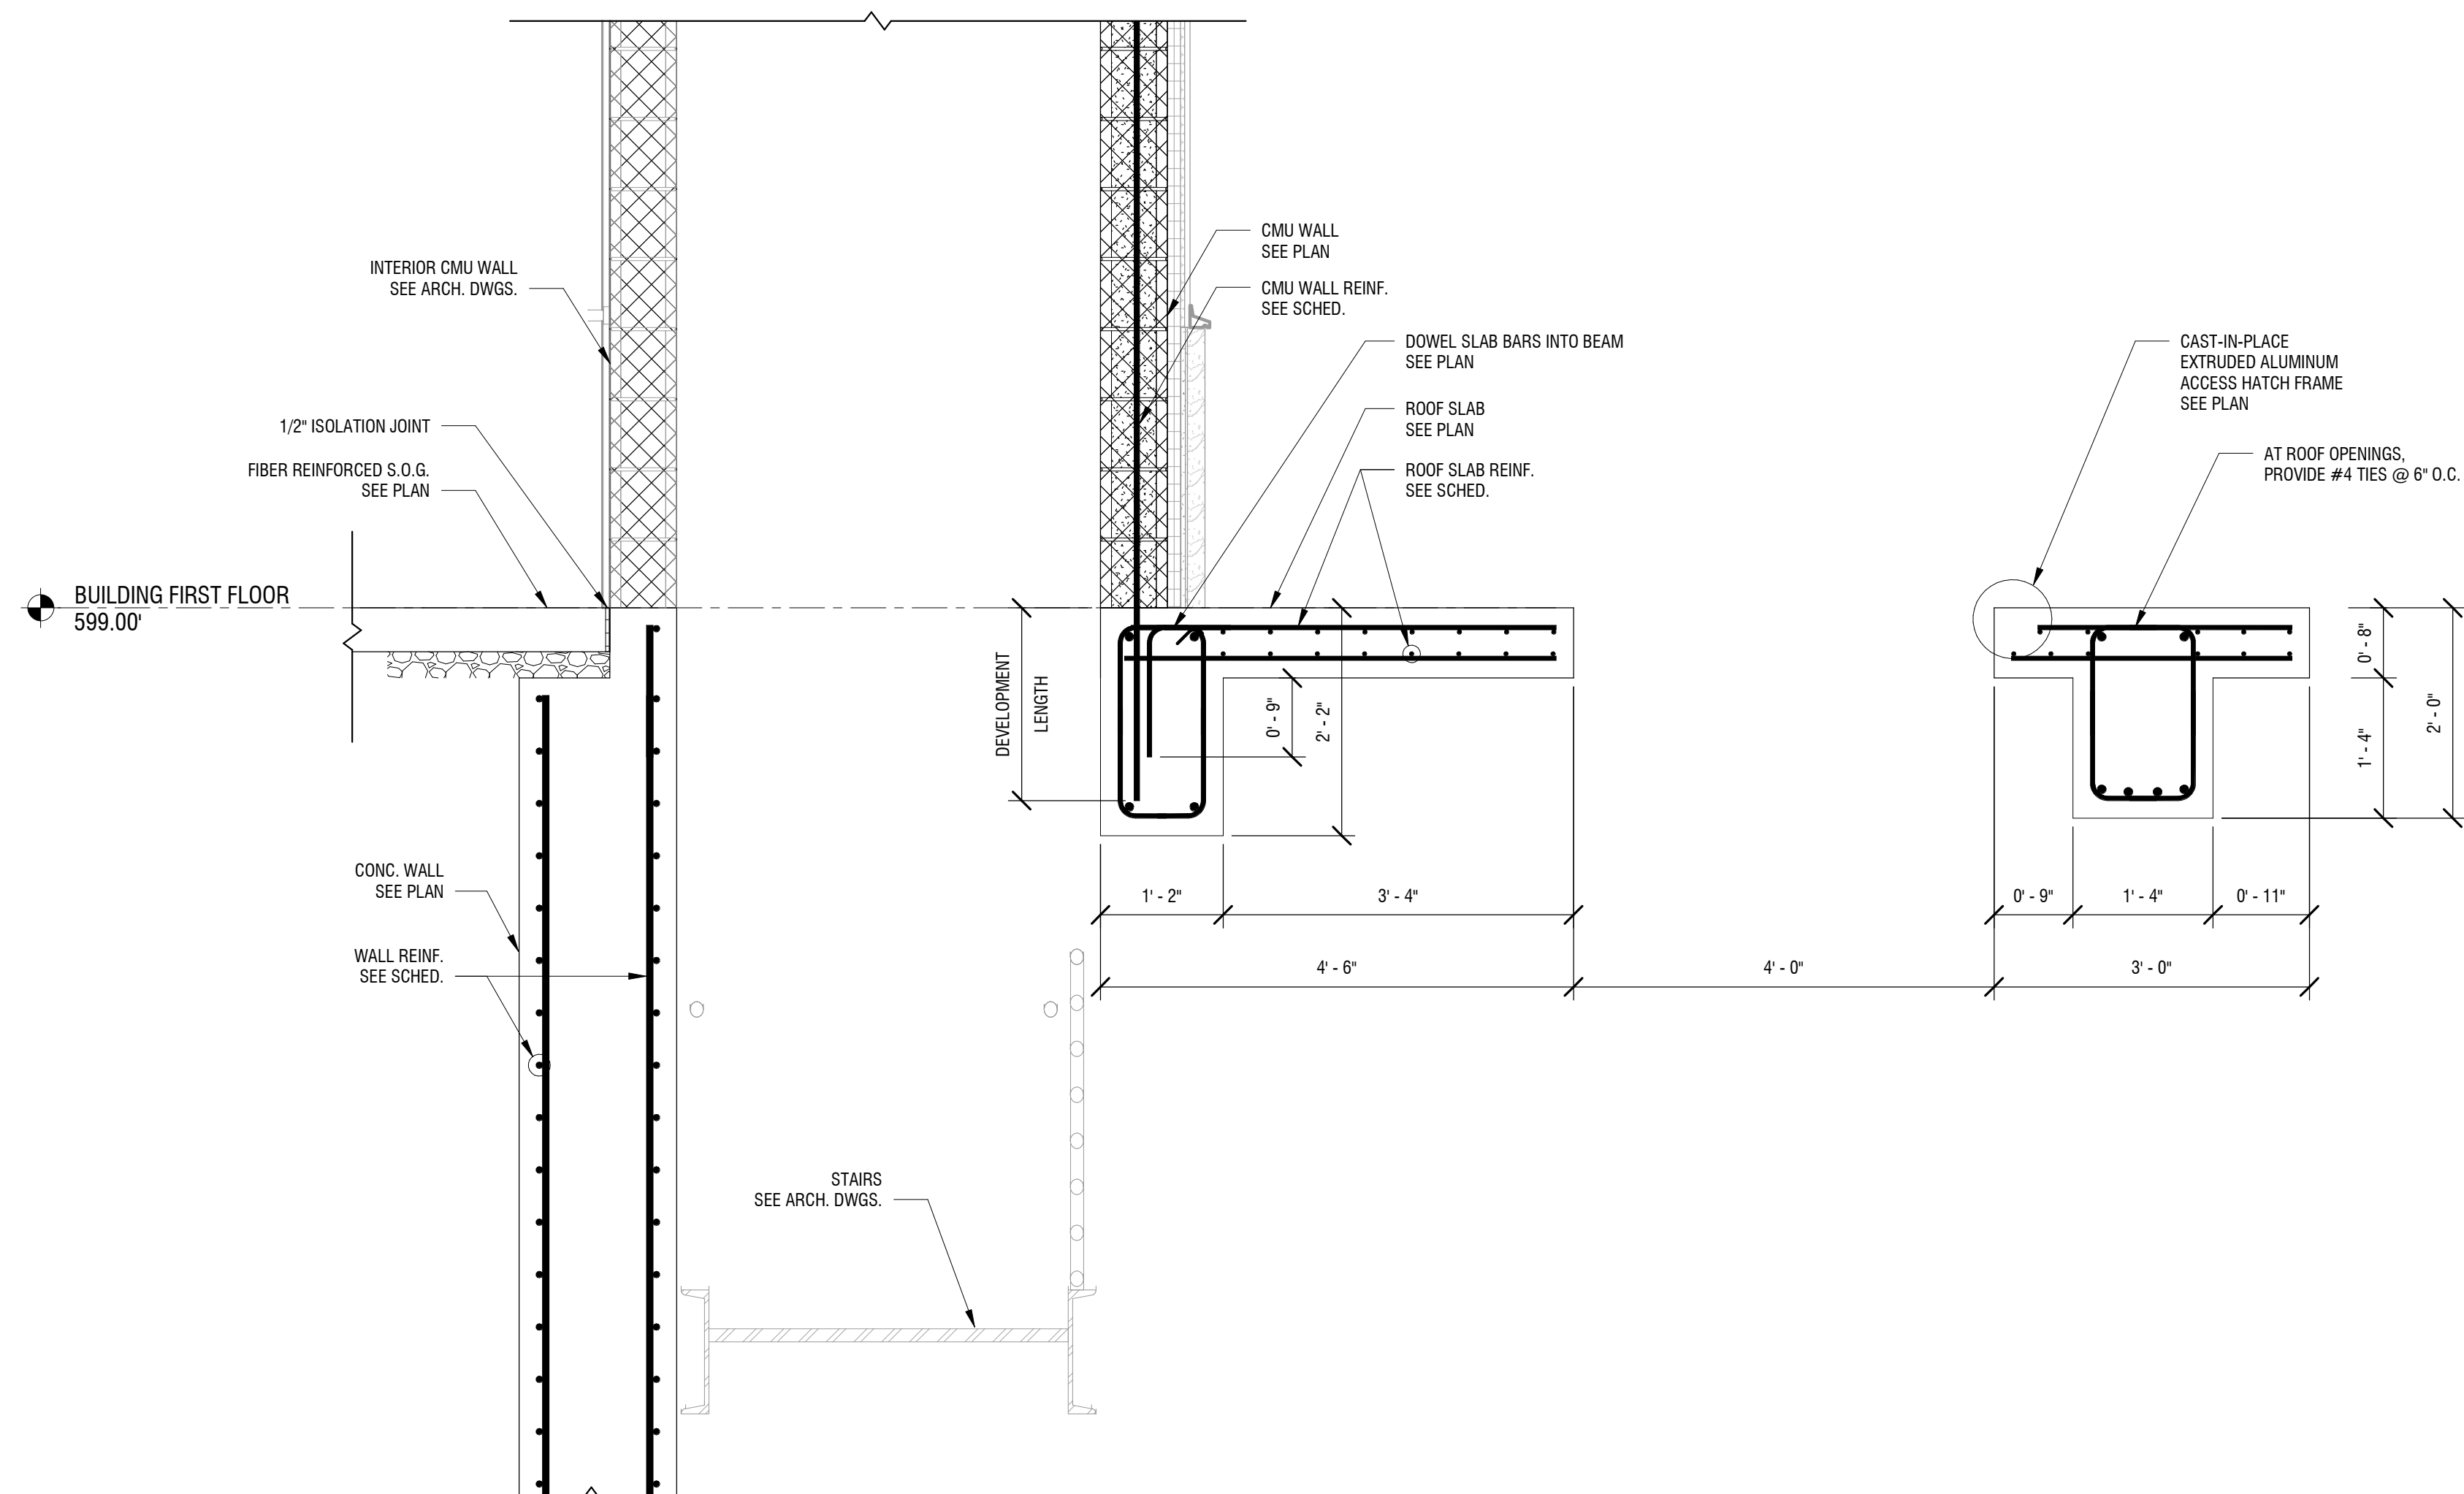 CMU WALL
SEE PLAN
INTERIOR CMU WALL
SEE ARCH. DWGS.
CMU WALL REINF.
SEE SCHED.
DOWEL SLAB BARS INTO BEAM
SEE PLAN
CAST-IN-PLACE
EXTRUDED ALUMINUM
ACCESS HATCH FRAME
SEE PLAN
1/2" ISOLATION JOINT
ROOF SLAB
SEE PLAN
FIBER REINFORCED S.O.G.
SEE PLAN
ROOF SLAB REINF.
SEE SCHED.
AT ROOF OPENINGS,
PROVIDE #4 TIES @ 6" O.C.
BUILDING FIRST FLOOR
599.00'
DEVELOPMENT
LENGTH
0' - 9"
2' - 2"
0' - 8"
1' - 4"
2' - 0"
CONC. WALL
SEE PLAN
1' - 2"
3' - 4"
0' - 9"
1' - 4"
0' - 11"
WALL REINF.
SEE SCHED.
4' - 6"
4' - 0"
3' - 0"
STAIRS
SEE ARCH. DWGS.